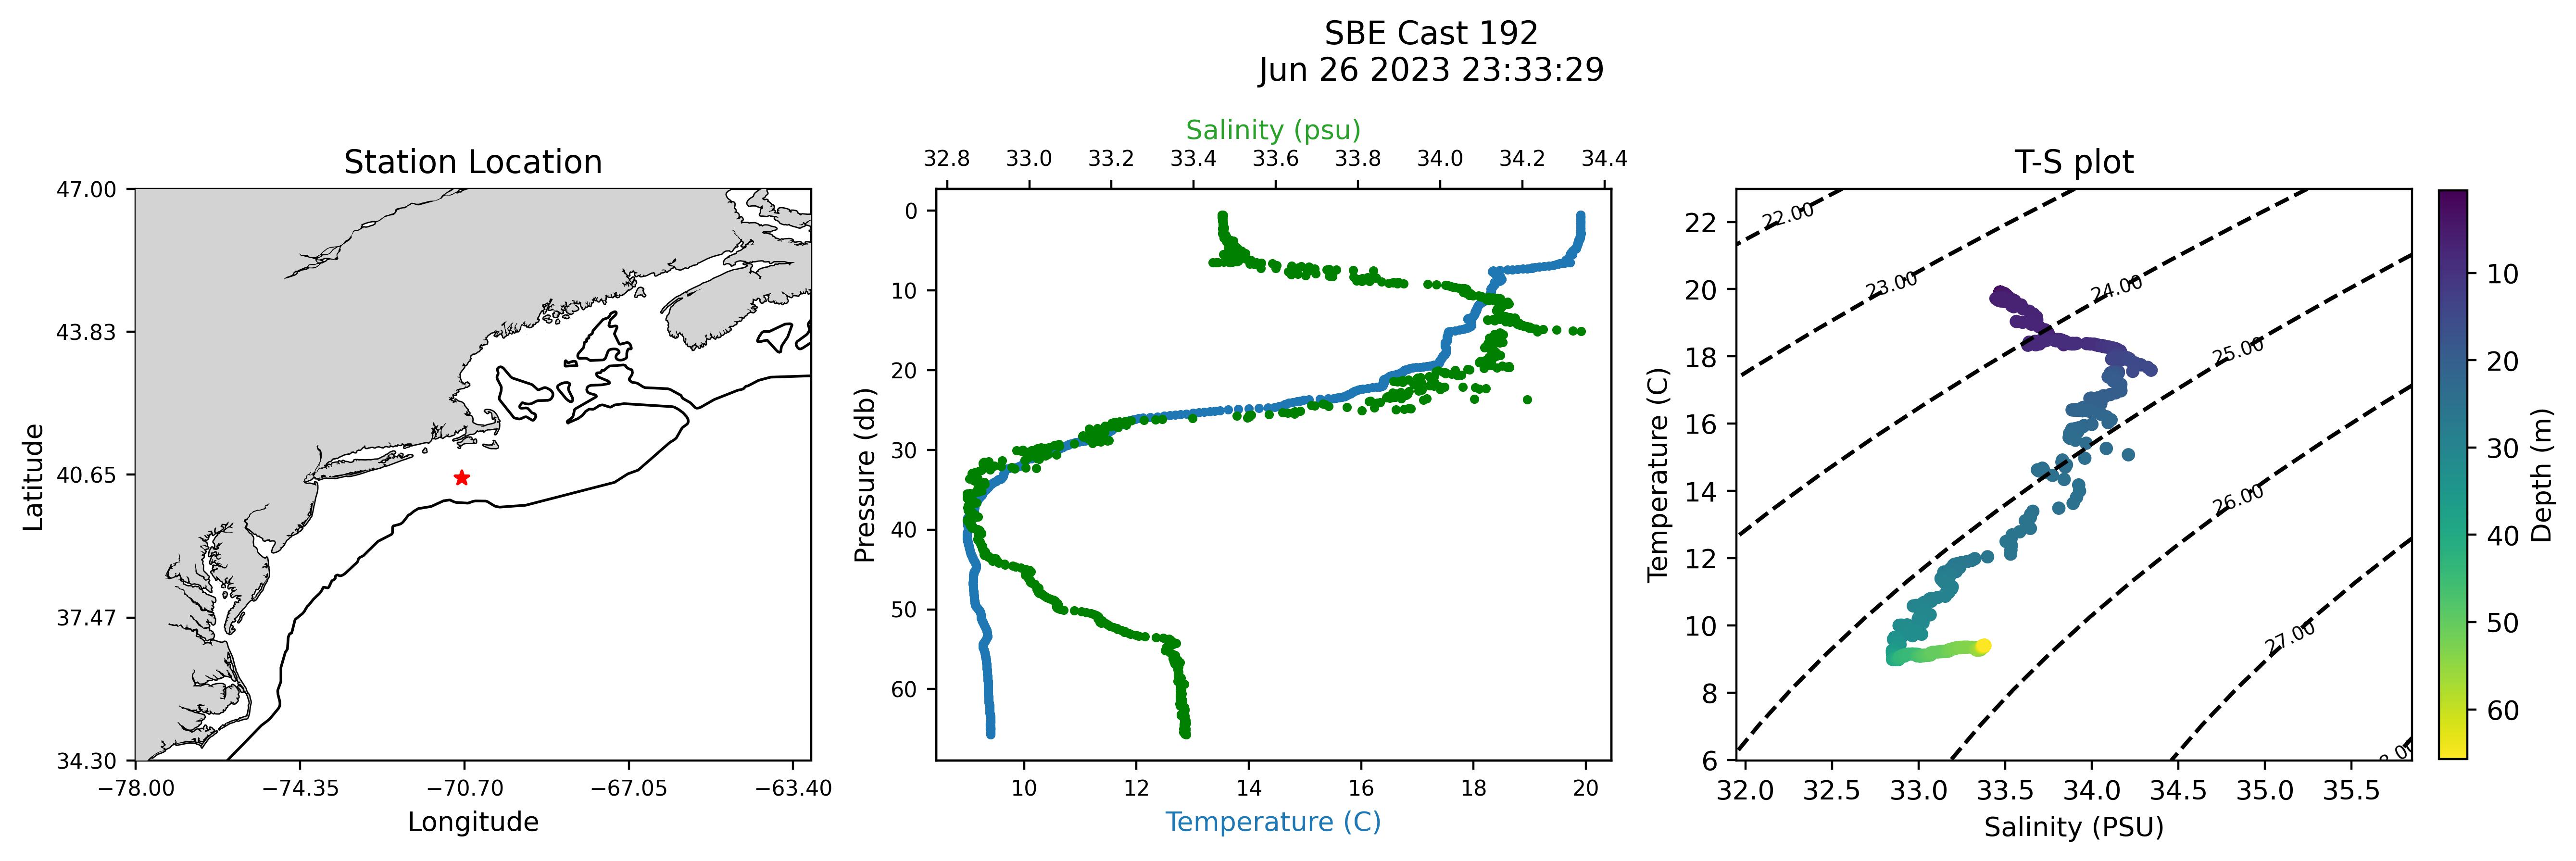 SBE Cast 192
Jun 26 2023 23:33:29
Station Location
47.00
43.83
40.65
37.47
34.30
Latitude
−78.00 −74.35 −70.70 −67.05 −63.40
Longitude
Salinity (psu)
32.8 33.0 33.2 33.4 33.6 33.8 34.0 34.2 34.4
0
10
20
30
40
50
60
Pressure (db)
10 12 14 16 18 20
Temperature (C)
T-S plot
22
20
18
16
14
12
10
8
6
Temperature (C)
22.00
23.00
24.00
25.00
26.00
27.00
32.0 32.5 33.0 33.5 34.0 34.5 35.0 35.5
Salinity (PSU)
10
20
30
40
50
60
Depth (m)